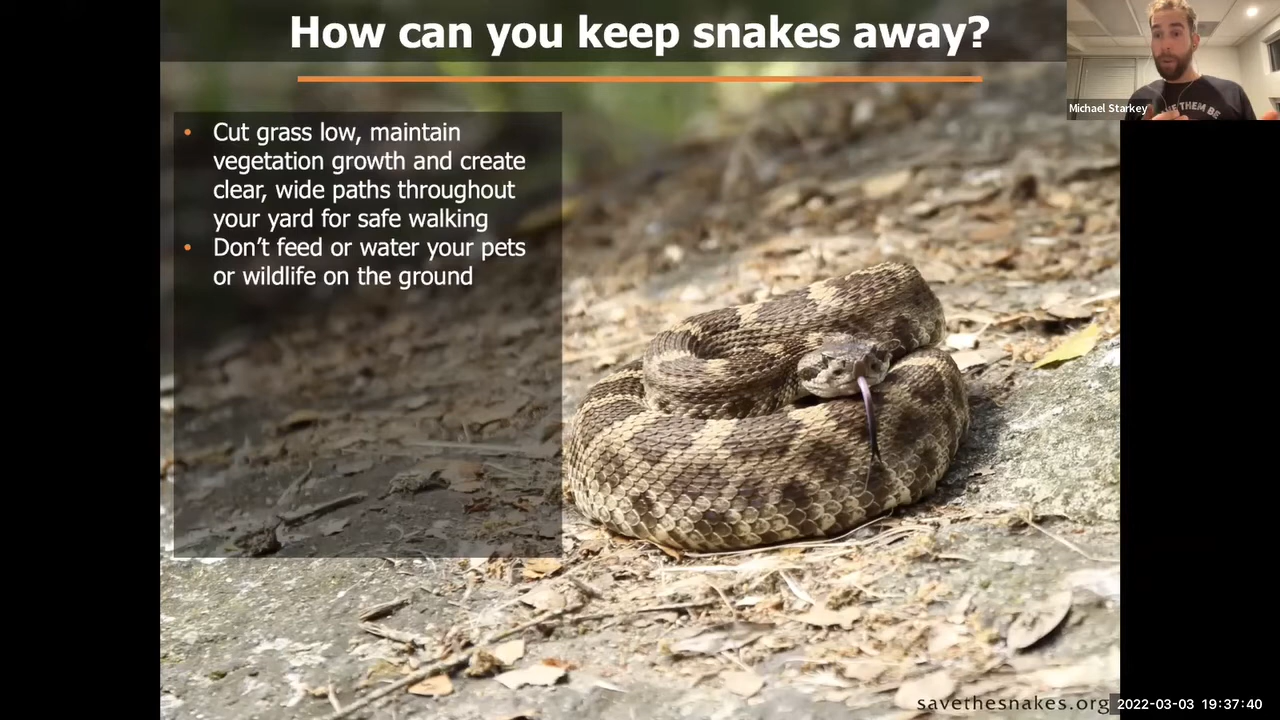 How can you keep snakes away?
Michael Starkey
THEM BE
• Cut grass low, maintain
vegetation growth and create
clear, wide paths throughout
your yard for safe walking
• Don’t feed or water your pets
or wildlife on the ground
savethesnakes.org
2022-03-03 19:37:40